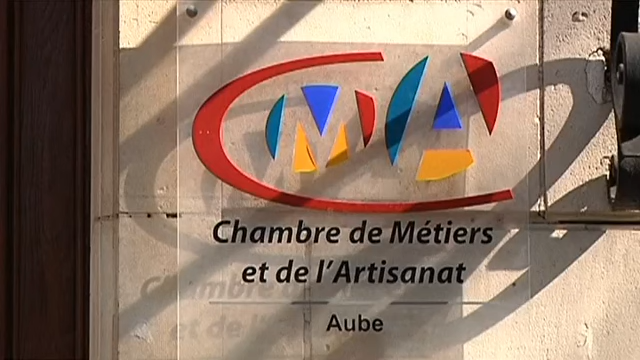 CMA
Chambre de Métiers
et de l'Artisanat
Aube